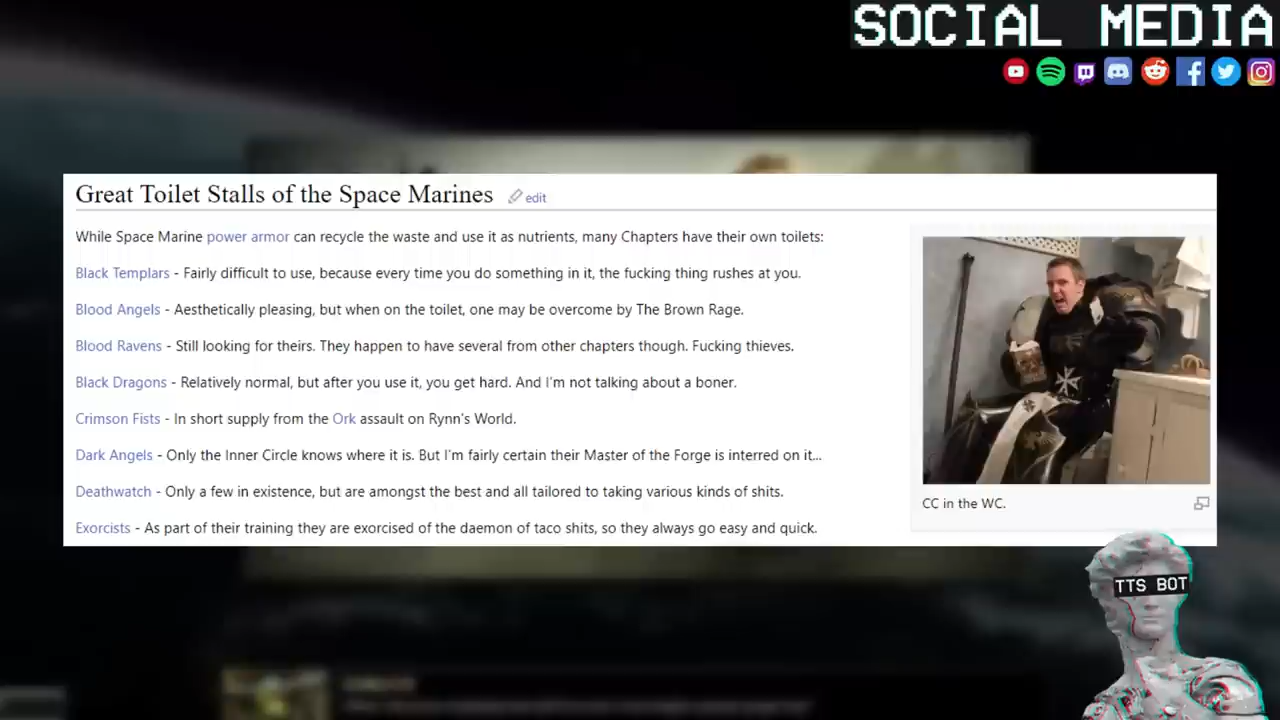 SOCIAL MEDIA
Great Toilet Stalls of the Space Marines edit
While Space Marine power armor can recycle the waste and use it as nutrients, many Chapters have their own toilets:
Black Templars - Fairly difficult to use, because every time you do something in it, the fucking thing rushes at you.
Blood Angels - Aesthetically pleasing, but when on the toilet, one may be overcome by The Brown Rage.
Blood Ravens - Still looking for theirs. They happen to have several from other chapters though. Fucking thieves.
Black Dragons - Relatively normal, but after you use it, you get hard. And I'm not talking about a boner.
Crimson Fists - In short supply from the Ork assault on Rynn's World.
Dark Angels - Only the Inner Circle knows where it is. But I'm fairly certain their Master of the Forge is interred on it...
Deathwatch - Only a few in existence, but are amongst the best and all tailored to taking various kinds of shits.
Exorcists - As part of their training they are exorcised of the daemon of taco shits, so they always go easy and quick.
CC in the WC.
TTS BOT